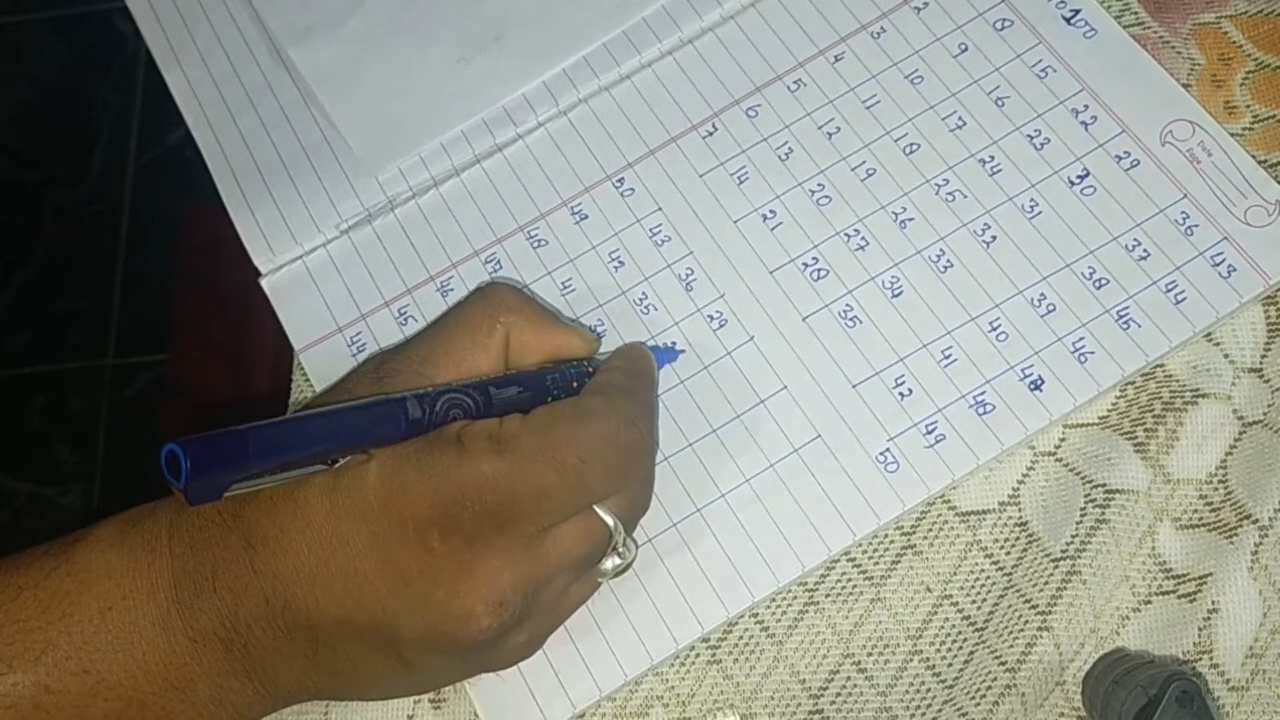 100
Date
Page
8 15 22 29 36 43
2 9 16 23 30 37 44
3 10 17 24 31 38 45
4 11 18 25 32 39 46
5 12 19 26 33 40 47
6 13 20 27 34 41 48
7 14 21 28 35 42 49
50
50 43 36 29
49 42 35
48 41 34
47
46
45
44